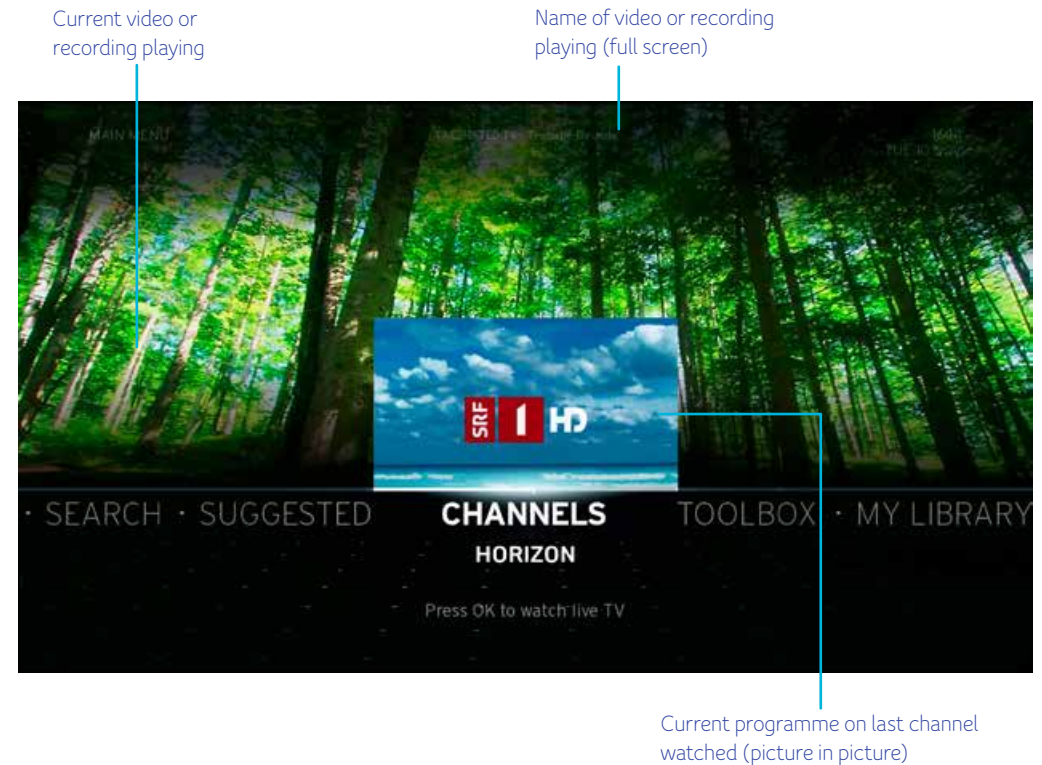 Current video or
recording playing
Name of video or recording
playing (full screen)
MAIN MENU
SRF 1 HD
· SEARCH · SUGGESTED CHANNELS TOOLBOX · MY LIBRARY
HORIZON
Press OK to watch live TV
Current programme on last channel
watched (picture in picture)